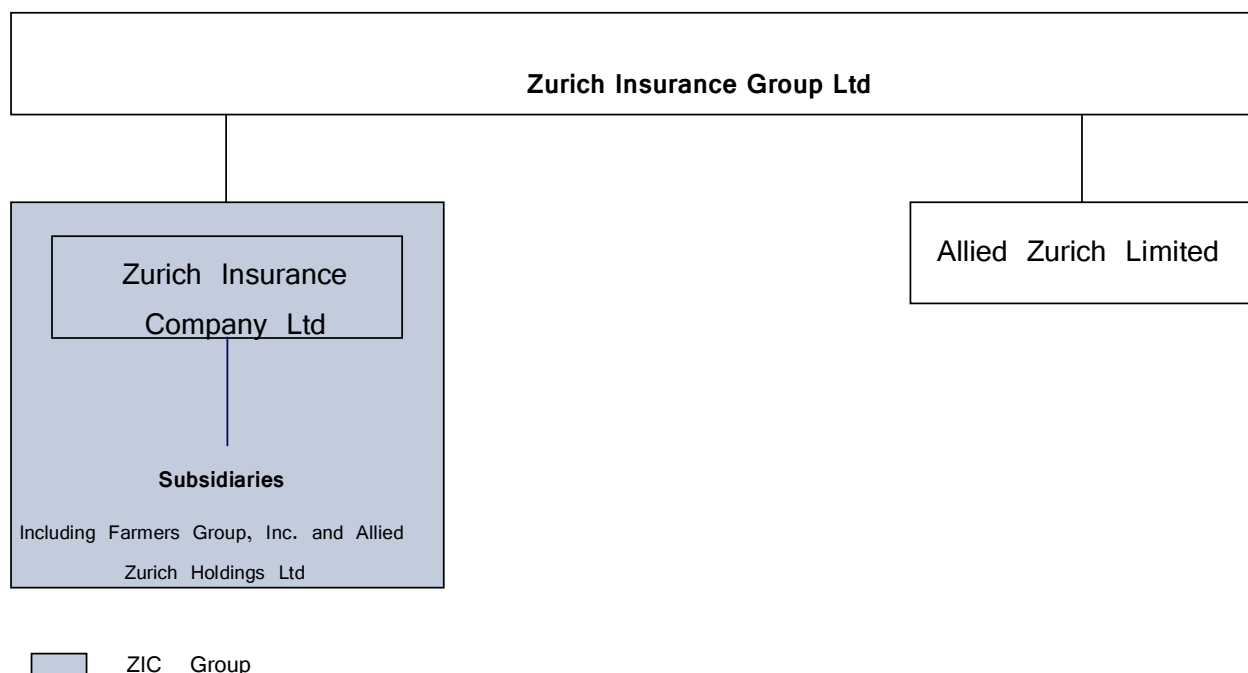 Zurich Insurance Group Ltd
Zurich Insurance
Company Ltd
Allied Zurich Limited
Subsidiaries
Including Farmers Group, Inc. and Allied
Zurich Holdings Ltd
ZIC Group